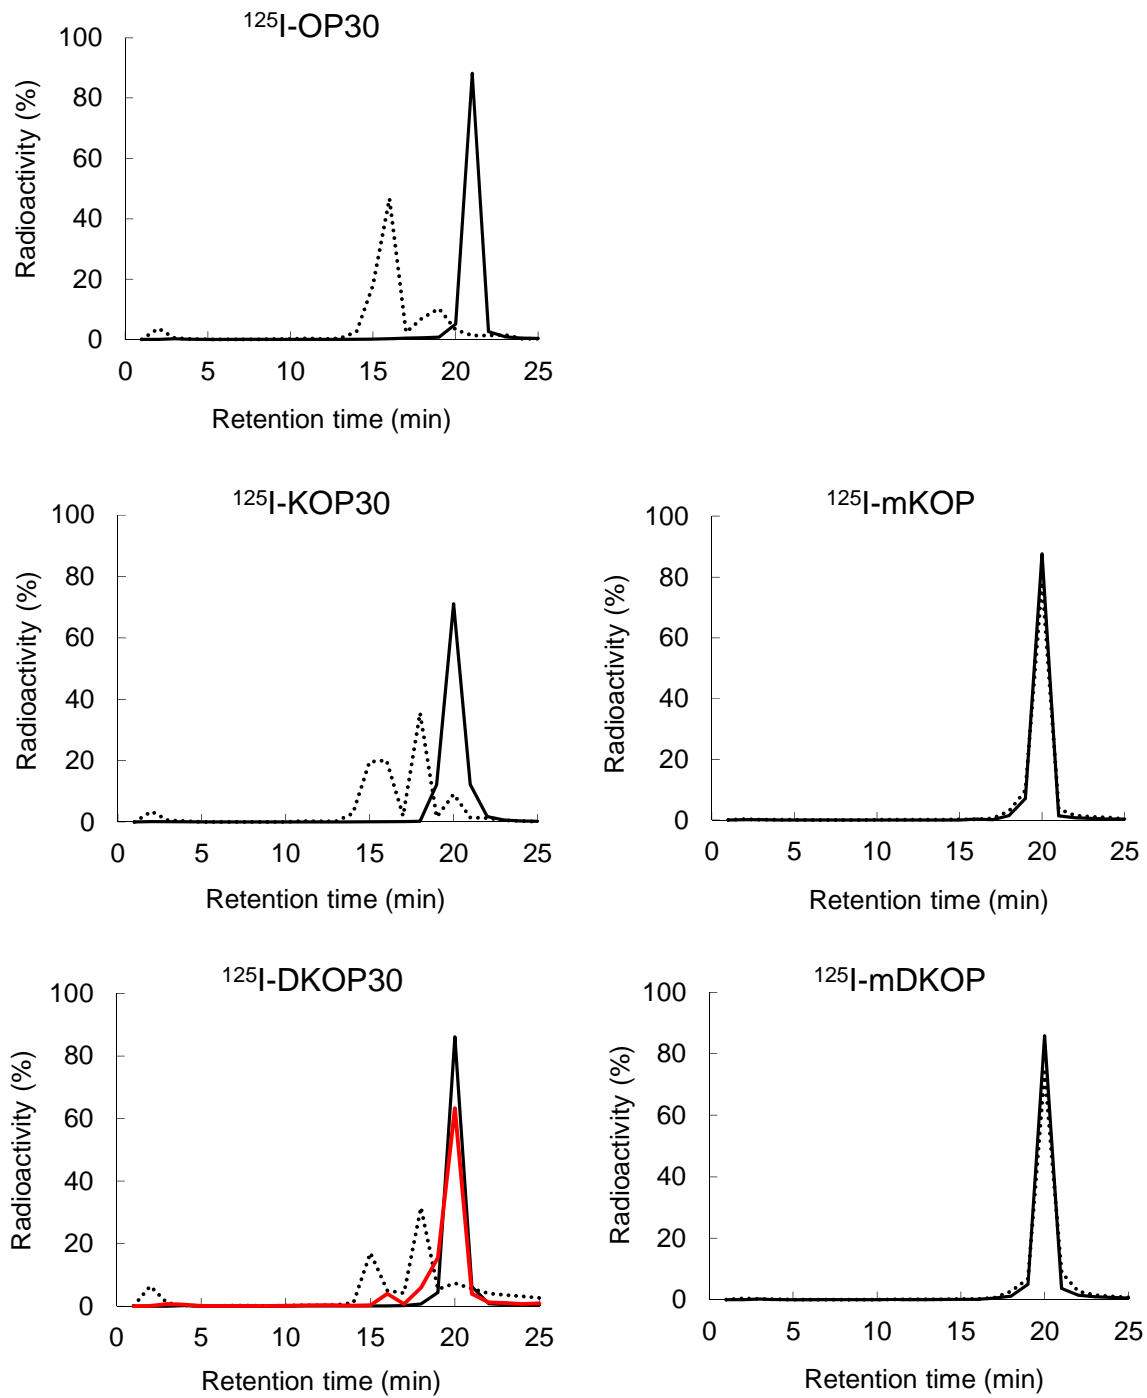 ¹²⁵I-OP30
100
80
60
40
20
0
Radioactivity (%)
0 5 10 15 20 25
Retention time (min)
¹²⁵I-KOP30
100
80
60
40
20
0
Radioactivity (%)
0 5 10 15 20 25
Retention time (min)
¹²⁵I-mKOP
100
80
60
40
20
0
Radioactivity (%)
0 5 10 15 20 25
Retention time (min)
¹²⁵I-DKOP30
100
80
60
40
20
0
Radioactivity (%)
0 5 10 15 20 25
Retention time (min)
¹²⁵I-mDKOP
100
80
60
40
20
0
Radioactivity (%)
0 5 10 15 20 25
Retention time (min)